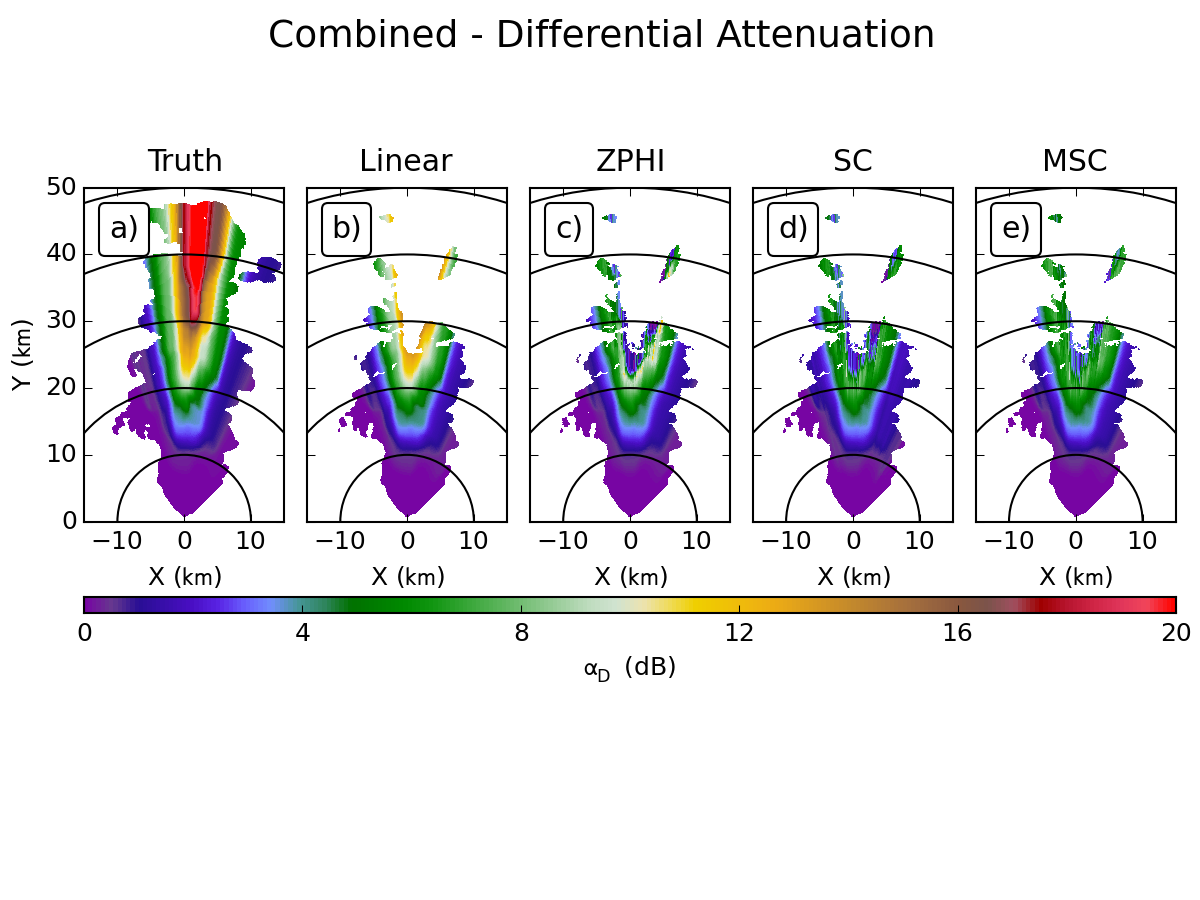 Combined - Differential Attenuation
Truth Linear ZPHI SC MSC
a) b) c) d) e)
50
40
30
20
10
0
Y (km)
−10 0 10 −10 0 10 −10 0 10 −10 0 10 −10 0 10
X (km) X (km) X (km) X (km) X (km)
0 4 8 12 16 20
αD (dB)